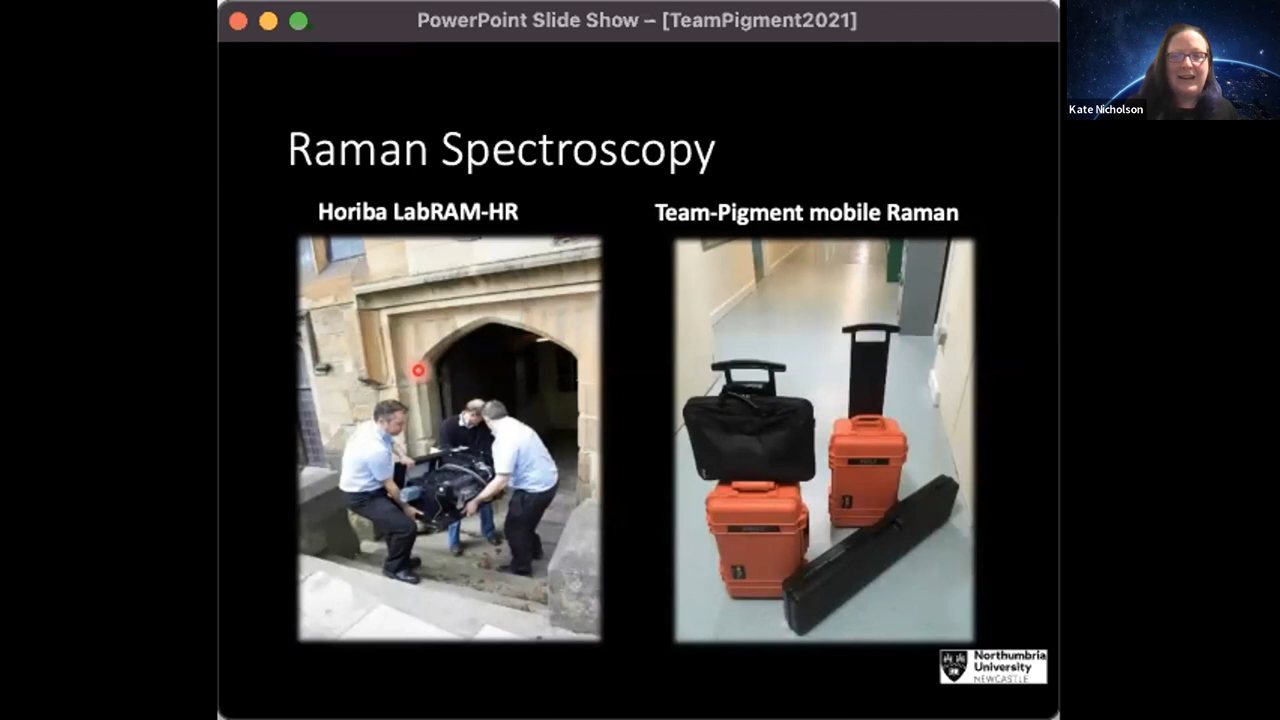 PowerPoint Slide Show – [TeamPigment2021]
Kate Nicholson
Raman Spectroscopy
Horiba LabRAM-HR
Team-Pigment mobile Raman
Northumbria
University
NEWCASTLE